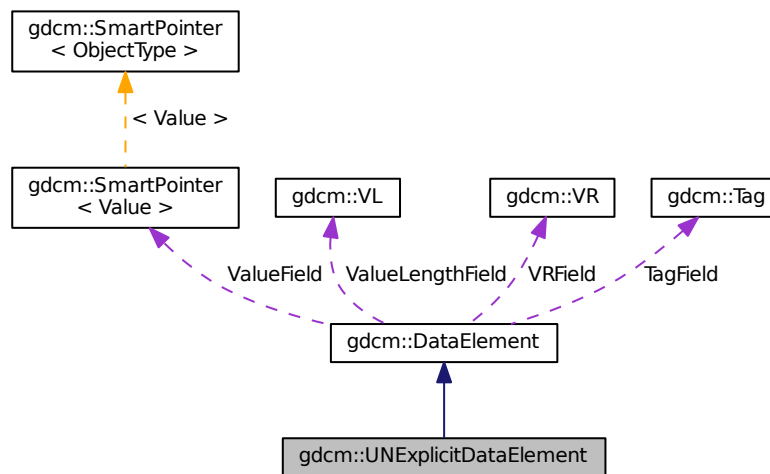 gdcm::SmartPointer
< ObjectType >
< Value >
gdcm::SmartPointer
< Value >
gdcm::VL
gdcm::VR
gdcm::Tag
ValueField
ValueLengthField
VRField
TagField
gdcm::DataElement
gdcm::UNExplicitDataElement